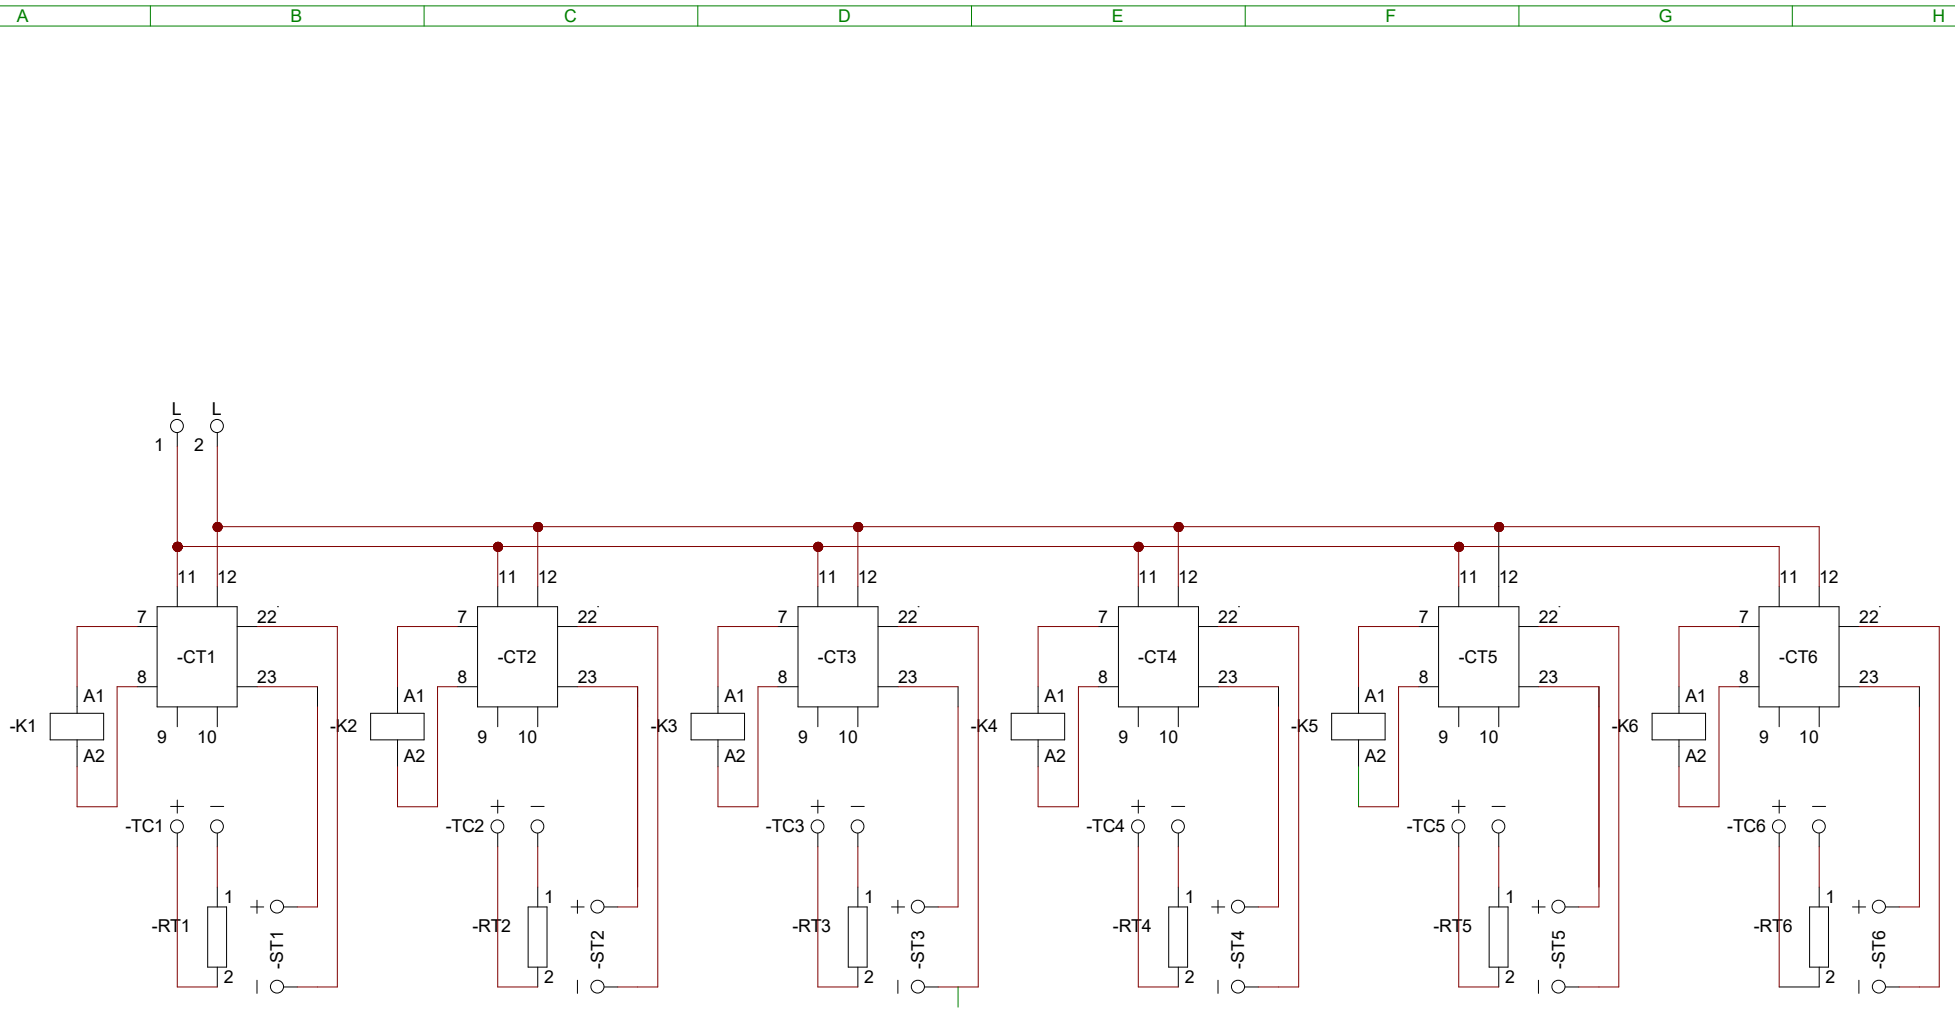 A B C D E F G H
L L
1 2
11 12 11 12 11 12 11 12 11 12 11 12
7 22 7 22 7 22 7 22 7 22 7 22
-CT1 -CT2 -CT3 -CT4 -CT5 -CT6
8 23 8 23 8 23 8 23 8 23 8 23
A1 A1 A1 A1 A1 A1
-K1 -K2 -K3 -K4 -K5 -K6
9 10 9 10 9 10 9 10 9 10 9 10
A2 A2 A2 A2 A2 A2
+ − + − + − + − + − + −
-TC1 -TC2 -TC3 -TC4 -TC5 -TC6
1 + 1 + 1 + 1 + 1 + 1 +
-RT1 -RT2 -RT3 -RT4 -RT5 -RT6
-ST1 -ST2 -ST3 -ST4 -ST5 -ST6
2 − 2 − 2 − 2 − 2 − 2 −